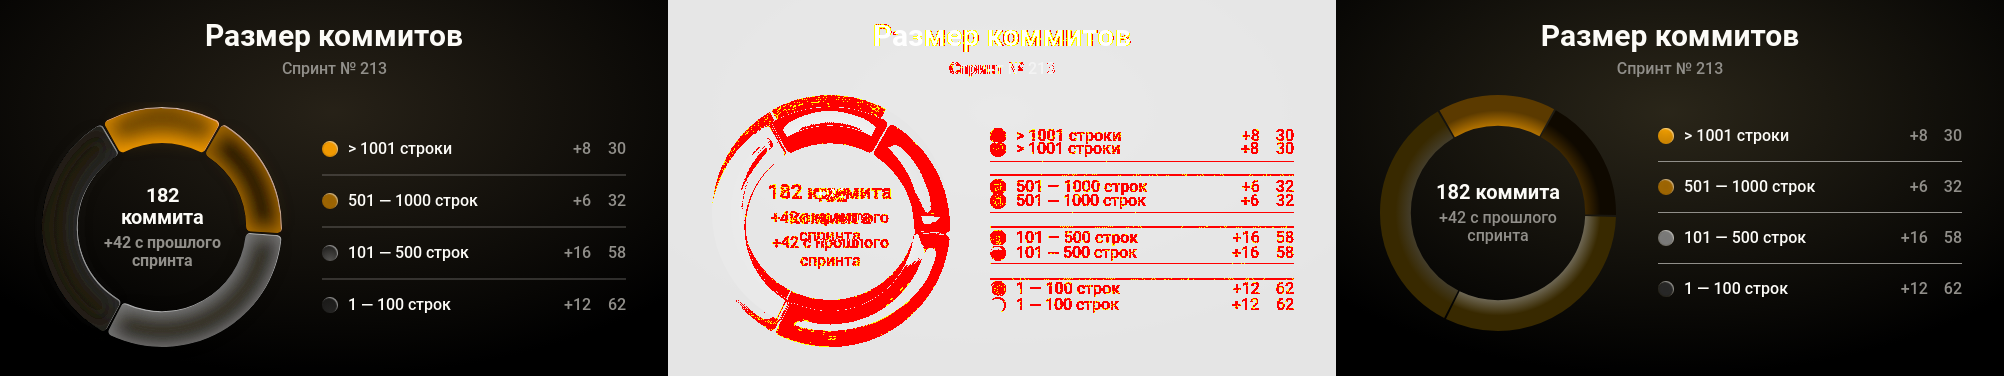 Размер коммитов
Спринт № 213
182
коммита
+42 с прошлого
спринта
> 1001 строки +8 30
501 — 1000 строк +6 32
101 — 500 строк +16 58
1 — 100 строк +12 62
Размер коммитов
Спринт № 213
182 коммита
+42 с прошлого
спринта
> 1001 строки +8 30
> 1001 строки +8 30
501 — 1000 строк +6 32
501 — 1000 строк +6 32
101 — 500 строк +16 58
101 — 500 строк +16 58
1 — 100 строк +12 62
1 — 100 строк +12 62
Размер коммитов
Спринт № 213
182 коммита
+42 с прошлого
спринта
> 1001 строки +8 30
501 — 1000 строк +6 32
101 — 500 строк +16 58
1 — 100 строк +12 62